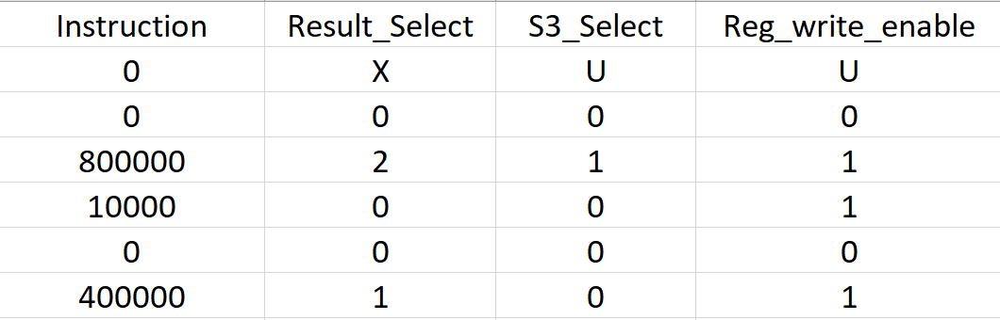 Instruction Result_Select S3_Select Reg_write_enable
0 X U U
0 0 0 0
800000 2 1 1
10000 0 0 1
0 0 0 0
400000 1 0 1